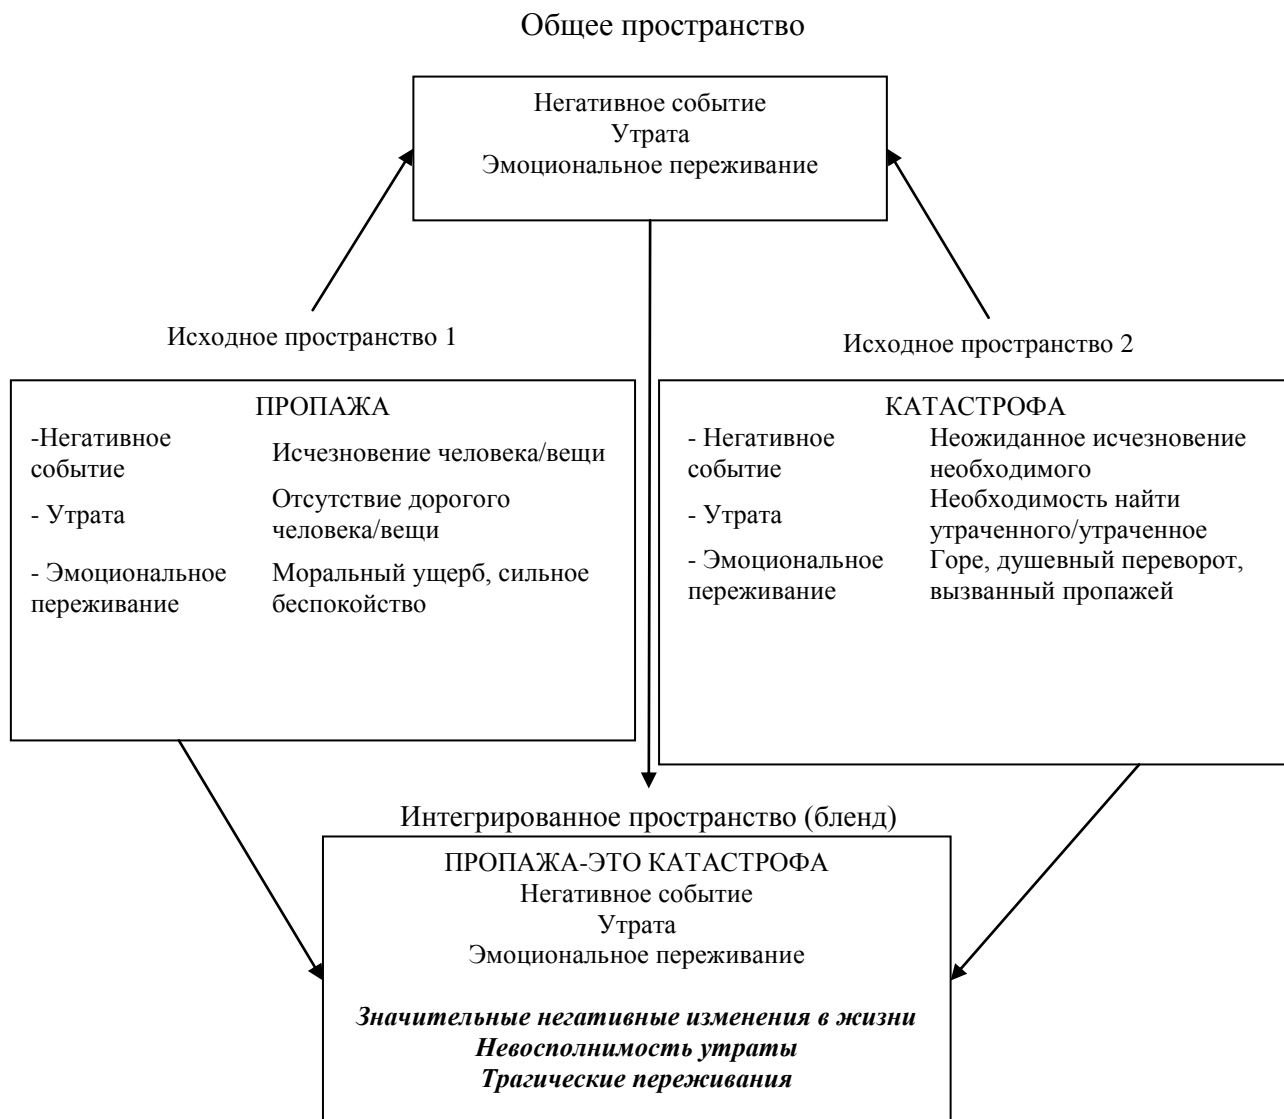 Общее пространство
Негативное событие
Утрата
Эмоциональное переживание
Исходное пространство 1
Исходное пространство 2
ПРОПАЖА
-Негативное
событие
Исчезновение человека/вещи
- Утрата
Отсутствие дорогого
человека/вещи
- Эмоциональное
переживание
Моральный ущерб, сильное
беспокойство
КАТАСТРОФА
- Негативное
событие
Неожиданное исчезновение
необходимого
- Утрата
Необходимость найти
утраченного/утраченное
- Эмоциональное
переживание
Горе, душевный переворот,
вызванный пропажей
Интегрированное пространство (бленд)
ПРОПАЖА-ЭТО КАТАСТРОФА
Негативное событие
Утрата
Эмоциональное переживание
Значительные негативные изменения в жизни
Невосполнимость утраты
Трагические переживания